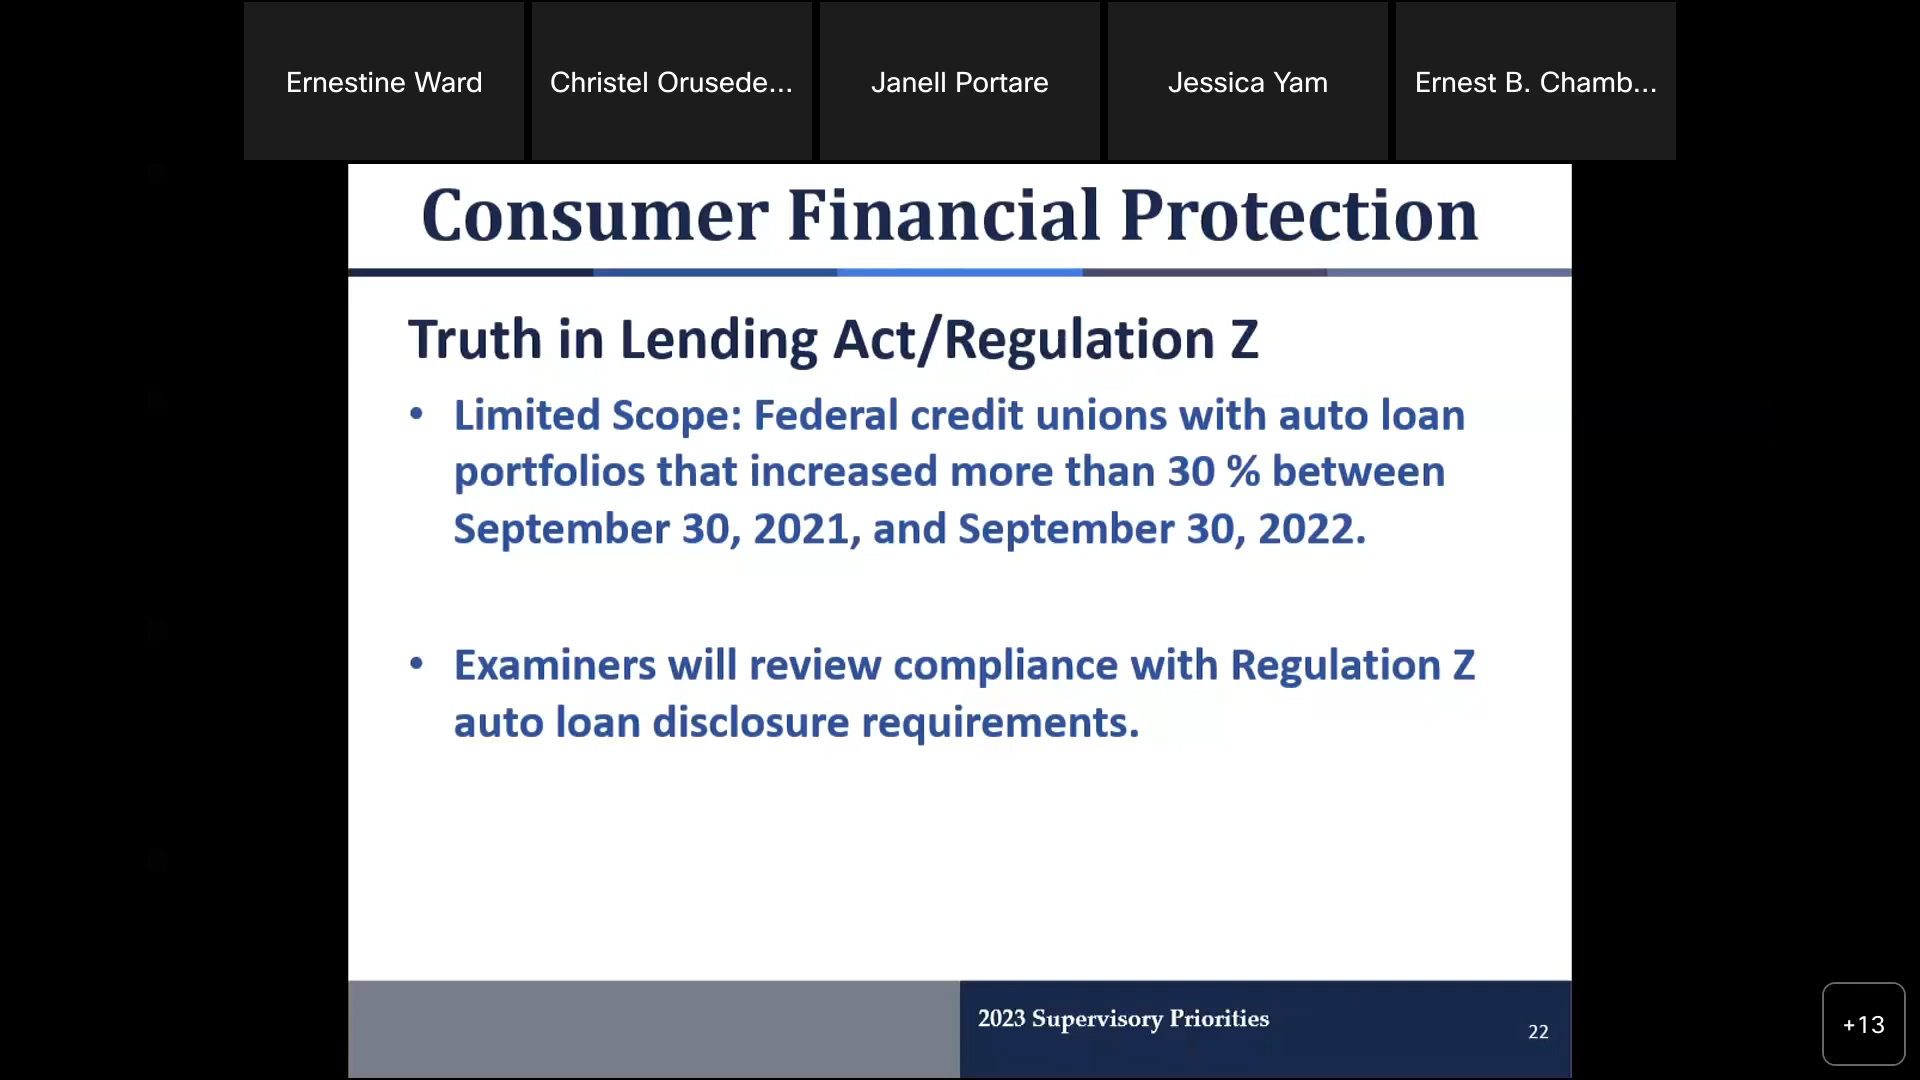 Ernestine Ward
Christel Orusede...
Janell Portare
Jessica Yam
Ernest B. Chamb...
Consumer Financial Protection
Truth in Lending Act/Regulation Z
• Limited Scope: Federal credit unions with auto loan
portfolios that increased more than 30 % between
September 30, 2021, and September 30, 2022.
• Examiners will review compliance with Regulation Z
auto loan disclosure requirements.
2023 Supervisory Priorities
22
+13